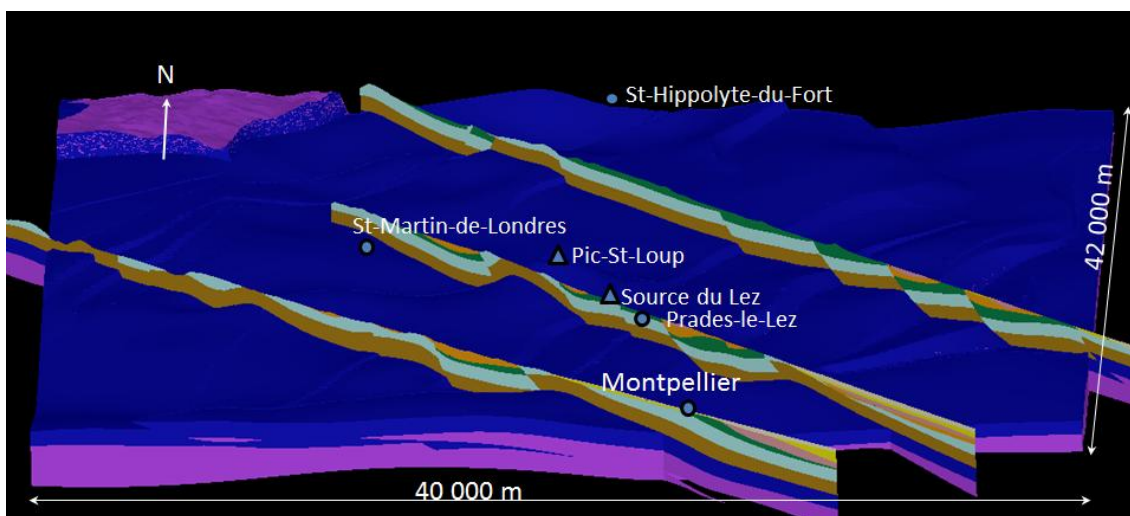 N
St-Hippolyte-du-Fort
St-Martin-de-Londres
Pic-St-Loup
Source du Lez
Prades-le-Lez
Montpellier
42 000 m
40 000 m